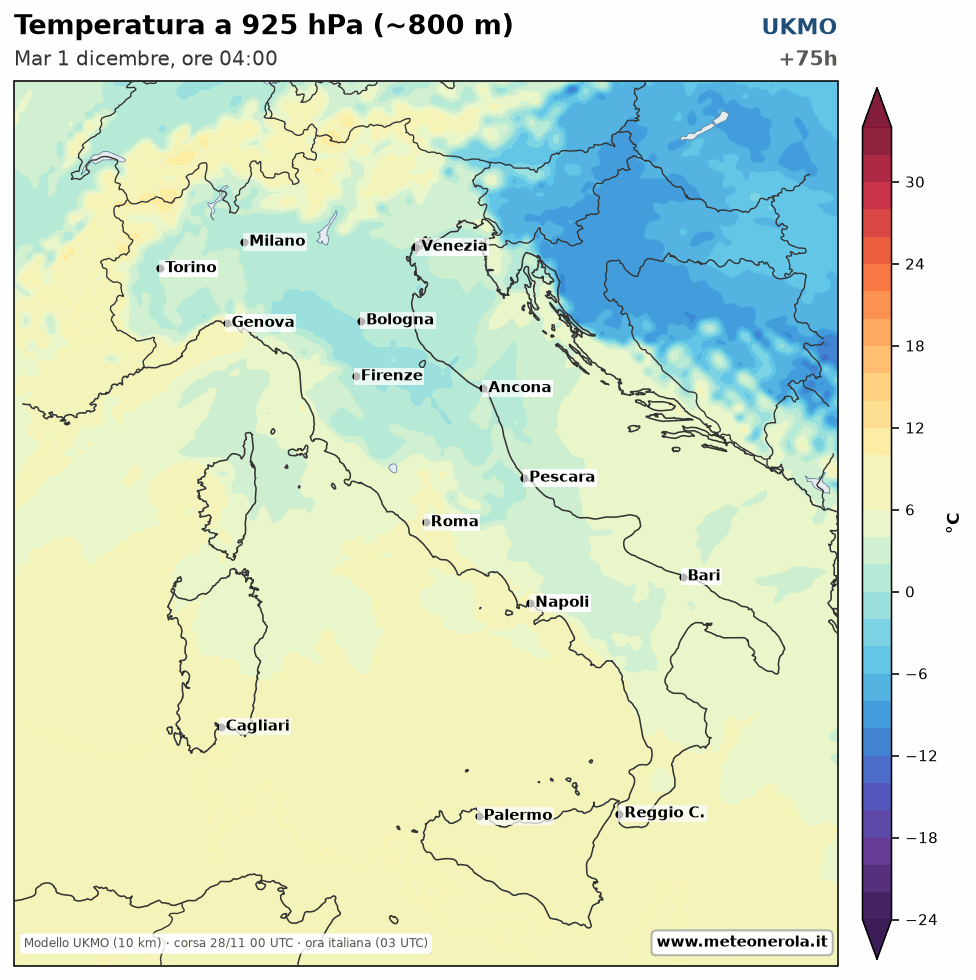 Temperatura a 925 hPa (~800 m)
UKMO
Mar 1 dicembre, ore 04:00
+75h
Milano
Venezia
Torino
Genova
Bologna
Firenze
Ancona
Pescara
Roma
Bari
Napoli
Cagliari
Palermo
Reggio C.
30
24
18
12
6
0
−6
−12
−18
−24
°C
Modello UKMO (10 km) · corsa 28/11 00 UTC · ora italiana (03 UTC)
www.meteonerola.it